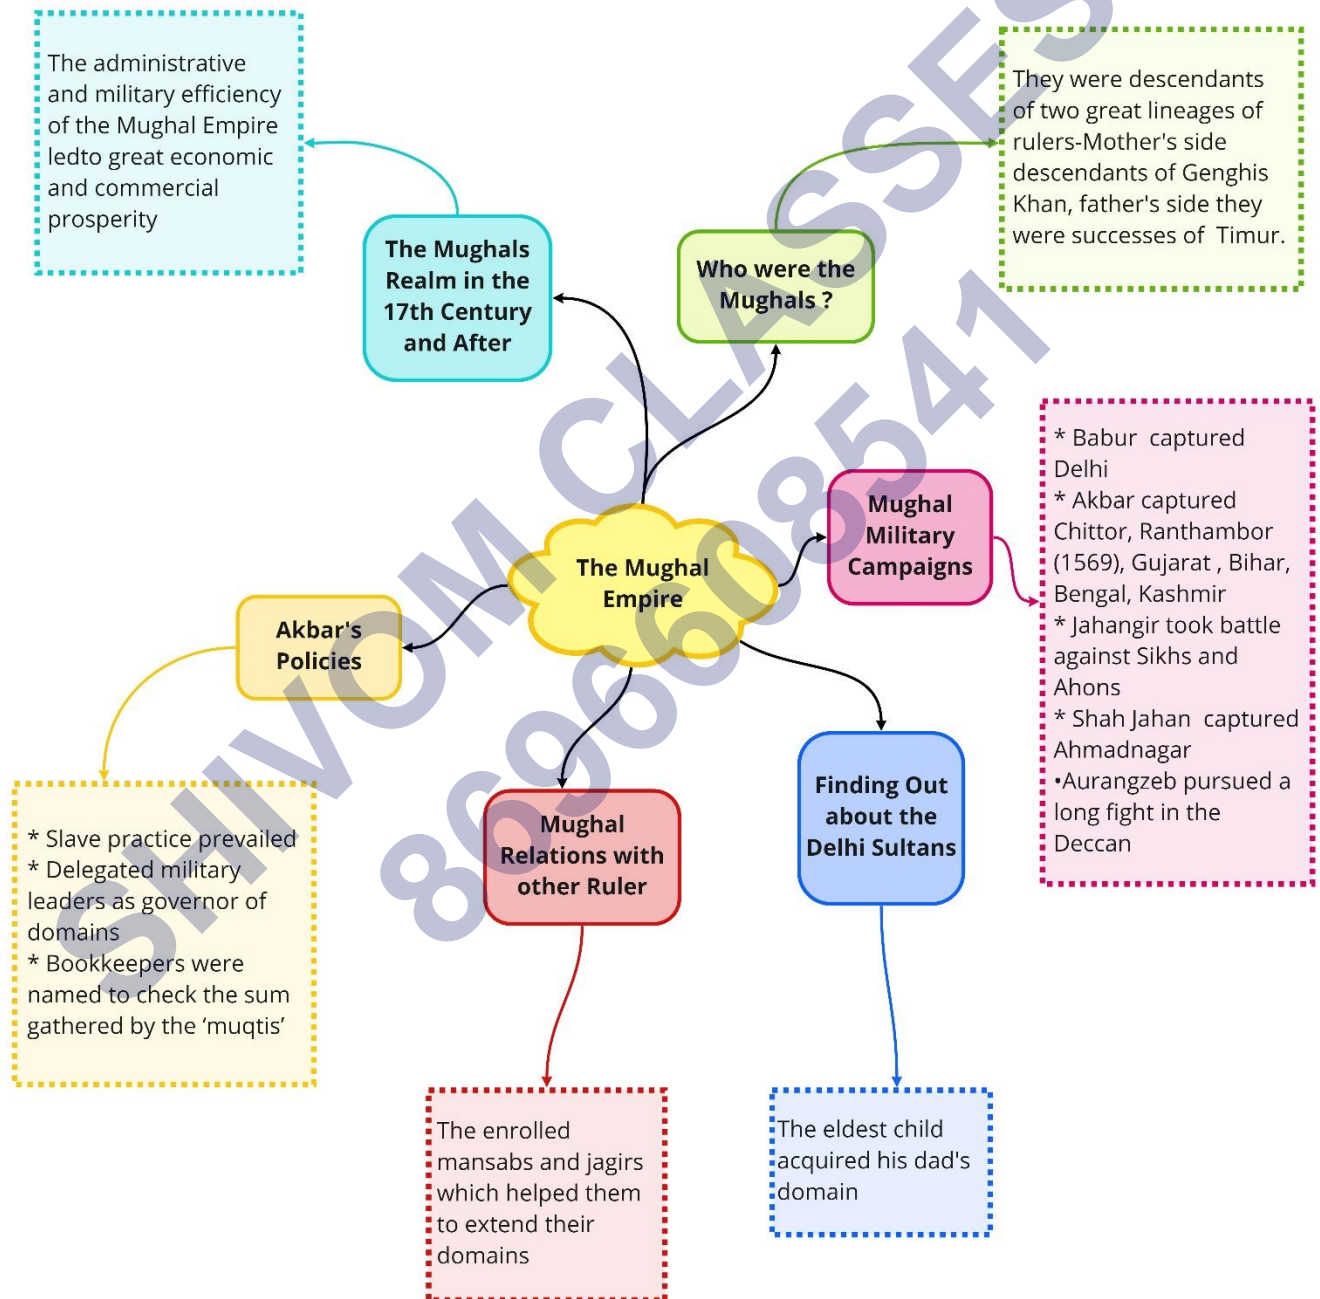 The administrative
and military efficiency
of the Mughal Empire
ledto great economic
and commercial
prosperity
They were descendants
of two great lineages of
rulers-Mother's side
descendants of Genghis
Khan, father's side they
were successes of  Timur.
The Mughals
Realm in the
17th Century
and After
Who were the
Mughals ?
Mughal
Military
Campaigns
* Babur  captured
Delhi
* Akbar captured
Chittor, Ranthambor
(1569), Gujarat , Bihar,
Bengal, Kashmir
* Jahangir took battle
against Sikhs and
Ahons
* Shah Jahan  captured
Ahmadnagar
•Aurangzeb pursued a
long fight in the
Deccan
The Mughal
Empire
Akbar's
Policies
* Slave practice prevailed
* Delegated military
leaders as governor of
domains
* Bookkeepers were
named to check the sum
gathered by the ‘muqtis’
Mughal
Relations with
other Ruler
Finding Out
about the
Delhi Sultans
The enrolled
mansabs and jagirs
which helped them
to extend their
domains
The eldest child
acquired his dad's
domain
SHIVOM CLASSES
8696608541